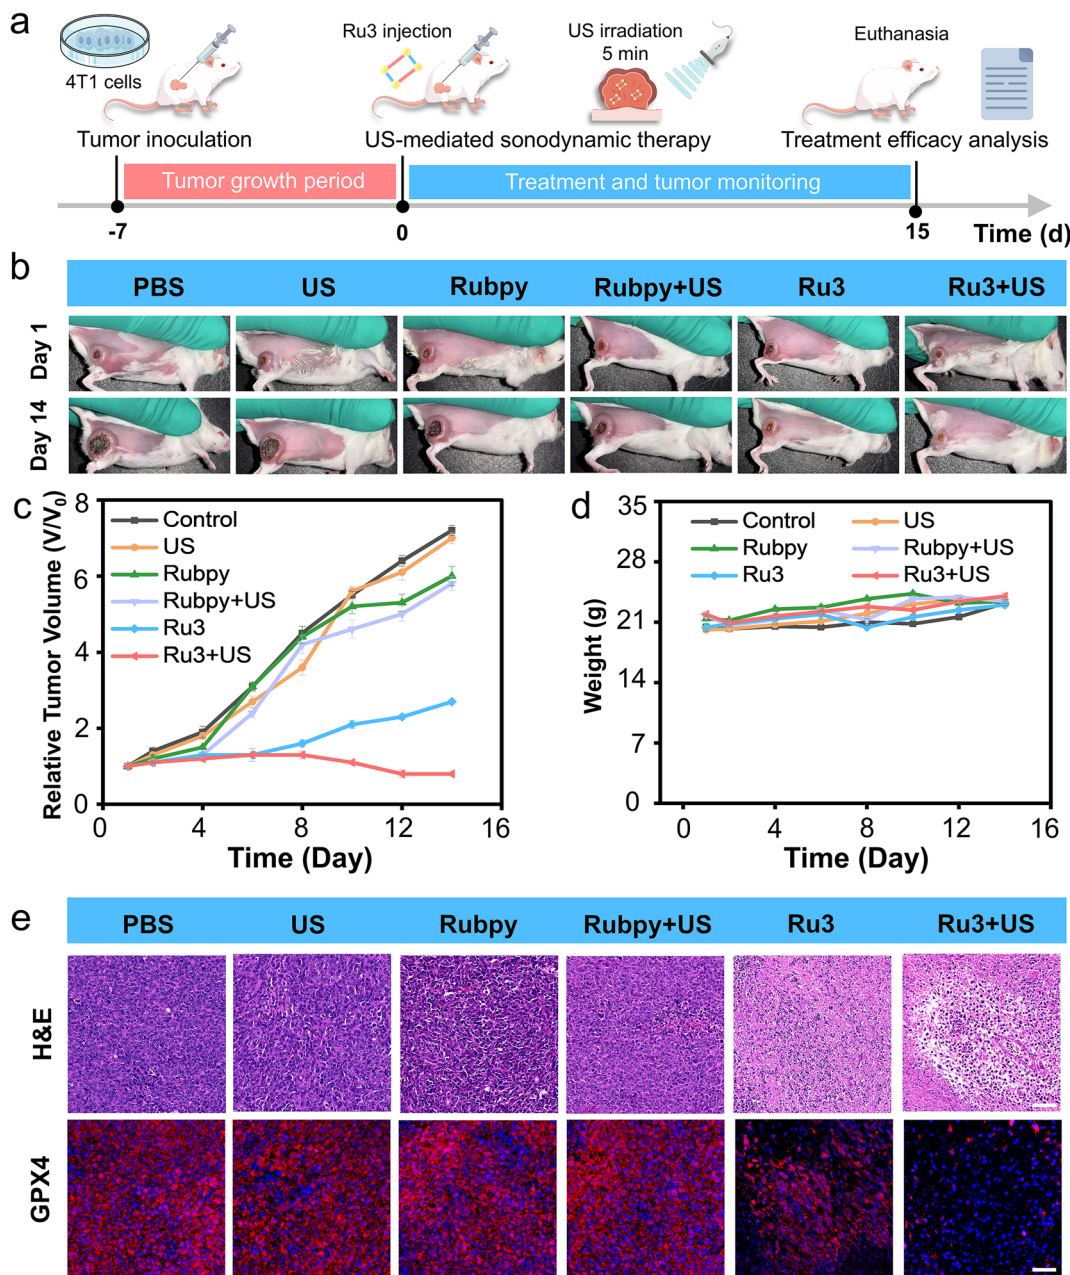 a
4T1 cells
Ru3 injection
US irradiation
5 min
Euthanasia
Tumor inoculation
US-mediated sonodynamic therapy
Treatment efficacy analysis
Tumor growth period
Treatment and tumor monitoring
-7
0
15
Time (d)
b
PBS
US
Rubpy
Rubpy+US
Ru3
Ru3+US
Day 1
Day 14
c
Relative Tumor Volume (V/V₀)
8
6
4
2
0
Control
US
Rubpy
Rubpy+US
Ru3
Ru3+US
0
4
8
12
16
Time (Day)
d
Weight (g)
35
28
21
14
7
0
Control
US
Rubpy
Rubpy+US
Ru3
Ru3+US
0
4
8
12
16
Time (Day)
e
PBS
US
Rubpy
Rubpy+US
Ru3
Ru3+US
H&E
GPX4